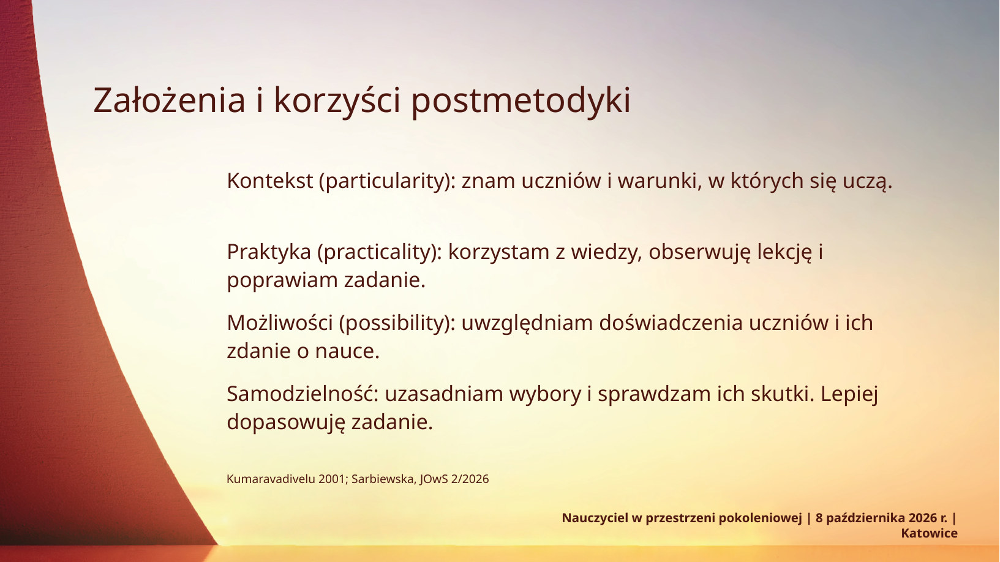 Założenia i korzyści postmetodyki
Kontekst (particularity): znam uczniów i warunki, w których się uczą.
Praktyka (practicality): korzystam z wiedzy, obserwuję lekcję i
poprawiam zadanie.
Możliwości (possibility): uwzględniam doświadczenia uczniów i ich
zdanie o nauce.
Samodzielność: uzasadniam wybory i sprawdzam ich skutki. Lepiej
dopasowuję zadanie.
Kumaravadivelu 2001; Sarbiewska, JOwS 2/2026
Nauczyciel w przestrzeni pokoleniowej | 8 października 2026 r. |
Katowice